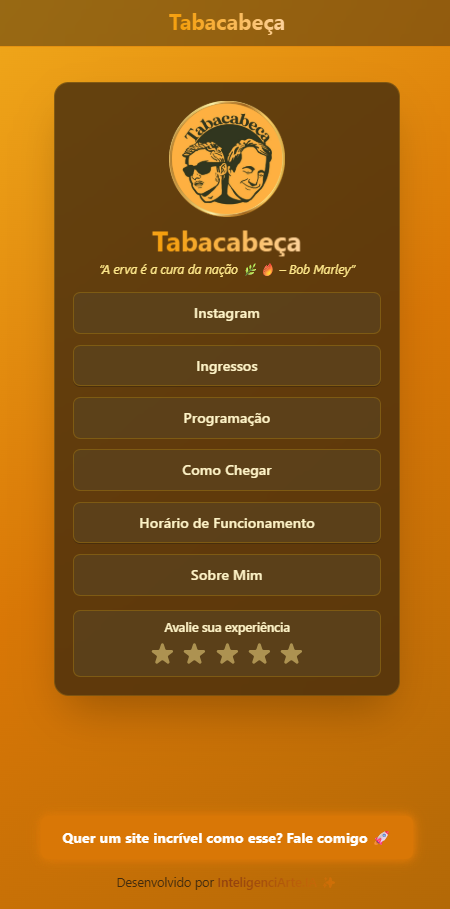 Tabacabeça
Tabacabeça
Tabacabeça
“A erva é a cura da nação 🌿 🔥 – Bob Marley”
Instagram
Ingressos
Programação
Como Chegar
Horário de Funcionamento
Sobre Mim
Avalie sua experiência
Quer um site incrível como esse? Fale comigo 🚀
Desenvolvido por InteligenciArte